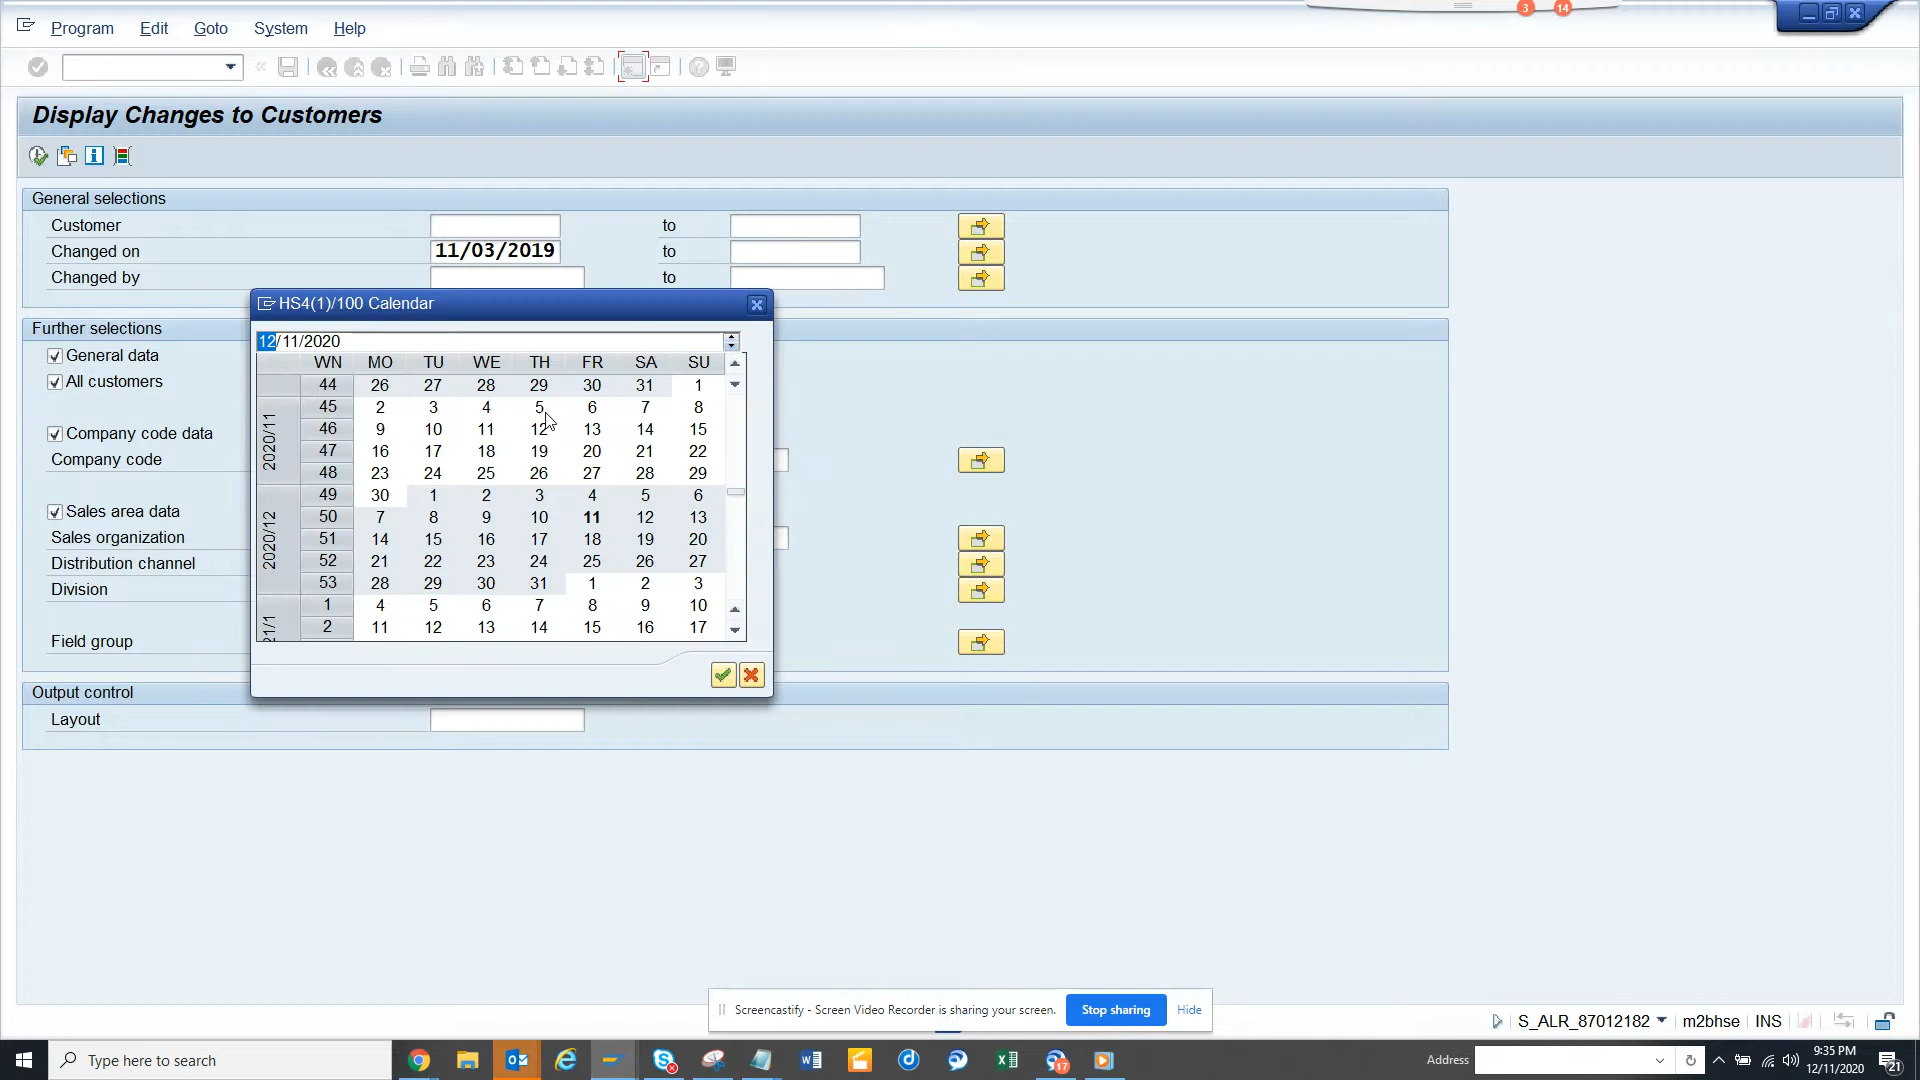 3 14
Program Edit Goto System Help
Display Changes to Customers
General selections
Customer to
Changed on 11/03/2019 to
Changed by to
HS4(1)/100 Calendar
12/11/2020
WN MO TU WE TH FR SA SU
44 26 27 28 29 30 31 1
45 2 3 4 5 6 7 8
46 9 10 11 12 13 14 15
47 16 17 18 19 20 21 22
48 23 24 25 26 27 28 29
49 30 1 2 3 4 5 6
50 7 8 9 10 11 12 13
51 14 15 16 17 18 19 20
52 21 22 23 24 25 26 27
53 28 29 30 31 1 2 3
1 4 5 6 7 8 9 10
2 11 12 13 14 15 16 17
2020/11
2020/12
21/1
Further selections
General data
All customers
Company code data
Company code
Sales area data
Sales organization
Distribution channel
Division
Field group
Output control
Layout
Screencastify - Screen Video Recorder is sharing your screen. Stop sharing Hide
S_ALR_87012182 m2bhse INS
Type here to search
17
Address
9:35 PM
12/11/2020
21